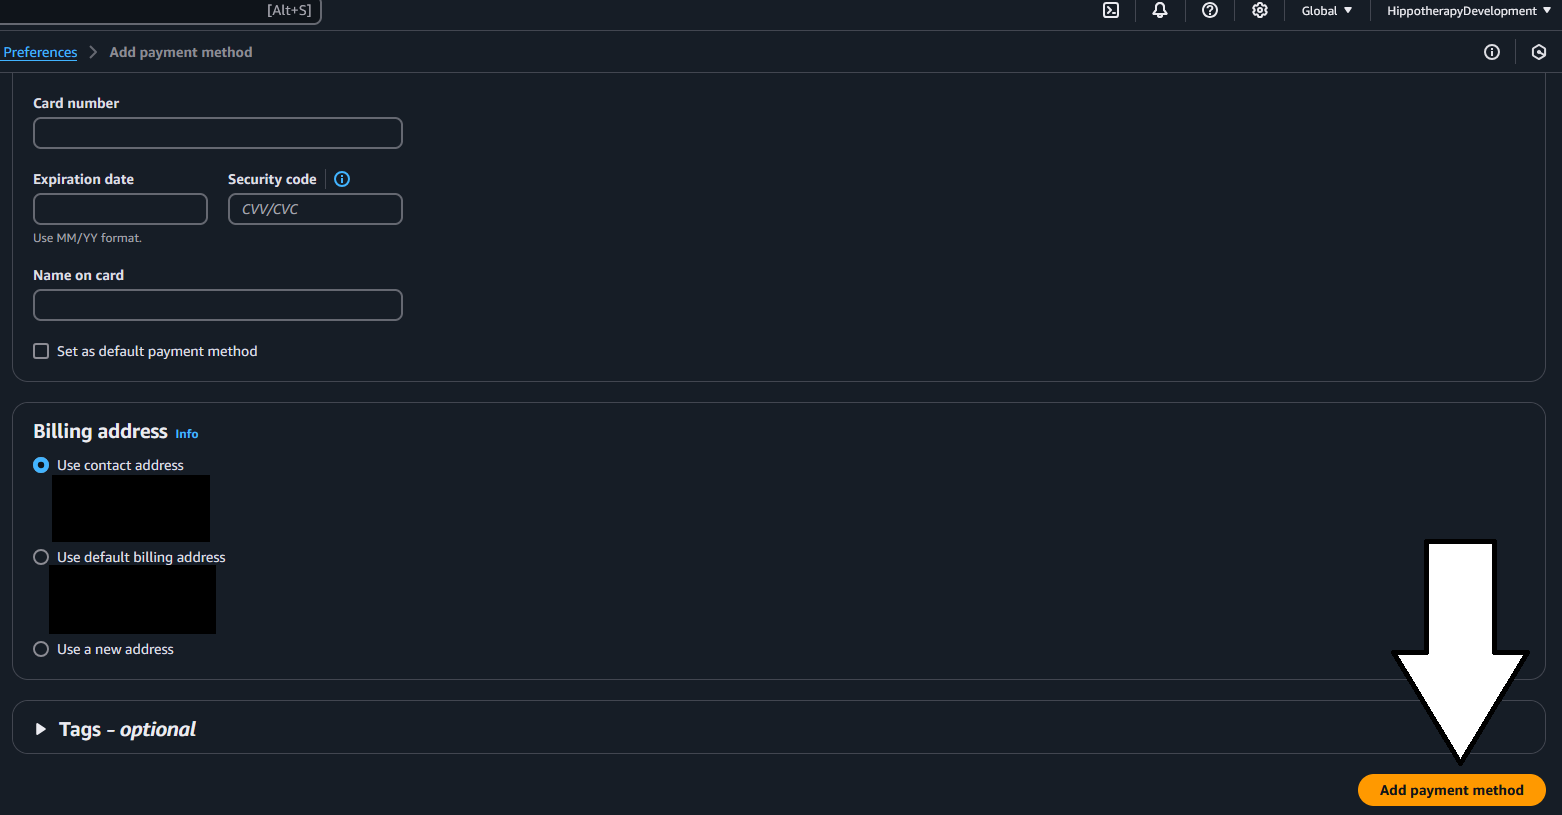 [Alt+S]
Global
HippotherapyDevelopment
Preferences
Add payment method
Card number
Expiration date
Security code
CVV/CVC
Use MM/YY format.
Name on card
Set as default payment method
Billing address Info
Use contact address
Use default billing address
Use a new address
Tags - optional
Add payment method